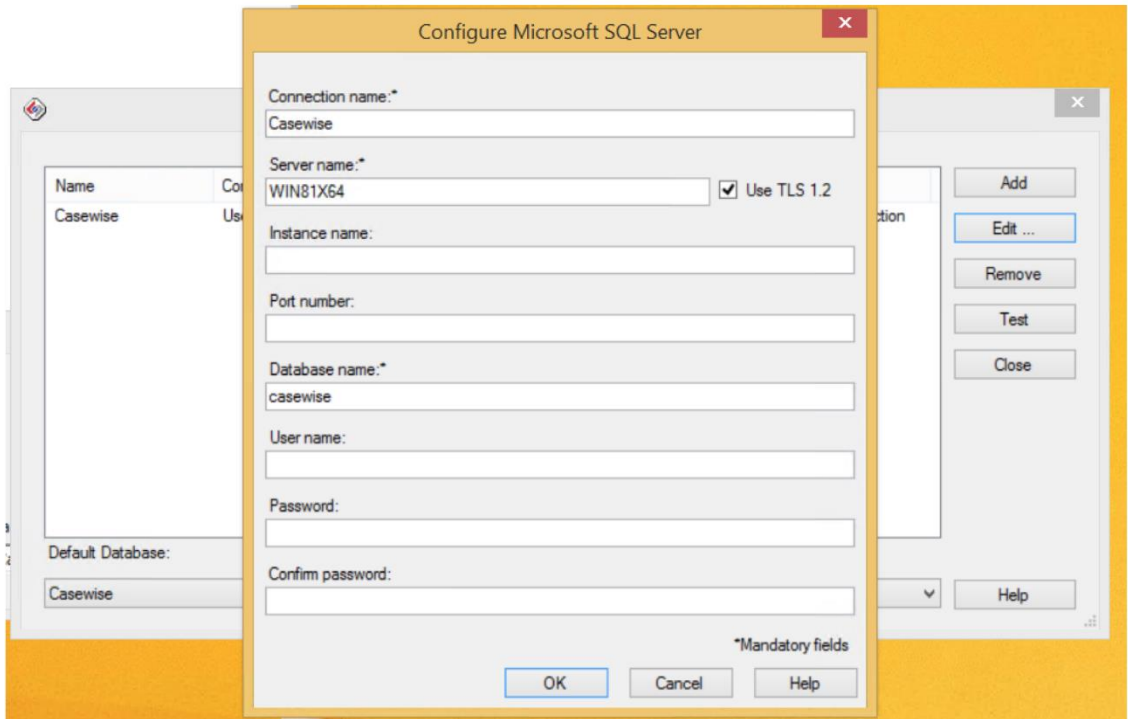 Configure Microsoft SQL Server
Connection name:*
Casewise
Server name:*
WIN81X64
Use TLS 1.2
Instance name:
Port number:
Database name:*
casewise
User name:
Password:
Confirm password:
*Mandatory fields
OK Cancel Help
Name
Casewise
Default Database:
Casewise
Add
Edit ...
Remove
Test
Close
Help